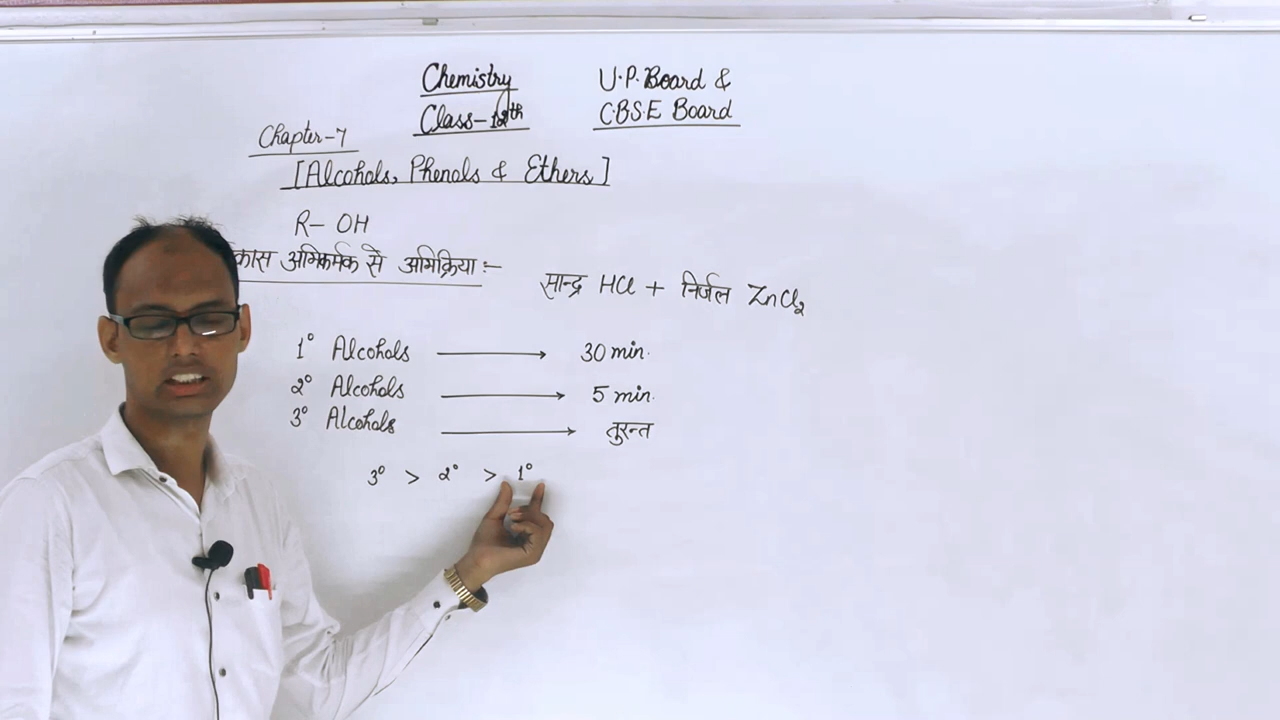 Chemistry
Class-12th
U.P. Board &
C.B.S.E Board
Chapter-7
[Alcohols, Phenols & Ethers]
R- OH
अभिकर्मक से अभिक्रिया :-
सान्द्र HCl + निर्जल ZnCl₂
1° Alcohols → 30 min.
2° Alcohols → 5 min.
3° Alcohols → तुरन्त
3° > 2° > 1°